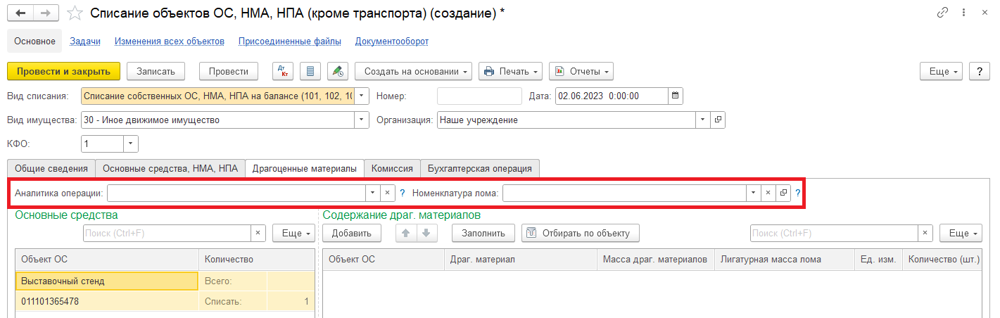 Списание объектов ОС, НМА, НПА (кроме транспорта) (создание) *
Основное Задачи Изменения всех объектов Присоединенные файлы Документооборот
Провести и закрыть Записать Провести Дт Кт Создать на основании Печать Отчеты Еще ?
Вид списания: Списание собственных ОС, НМА, НПА на балансе (101, 102, 10 Номер: Дата: 02.06.2023 0:00:00
Вид имущества: 30 - Иное движимое имущество Организация: Наше учреждение
КФО: 1
Общие сведения Основные средства, НМА, НПА Драгоценные материалы Комиссия Бухгалтерская операция
Аналитика операции: ? Номенклатура лома: ?
Основные средства Содержание драг. материалов
Поиск (Ctrl+F) Еще Добавить Заполнить Отбирать по объекту Поиск (Ctrl+F) Еще
Объект ОС Количество Объект ОС Драг. материал Масса драг. материалов Лигатурная масса лома Ед. изм. Количество (шт.)
Выставочный стенд Всего:
011101365478 Списать: 1